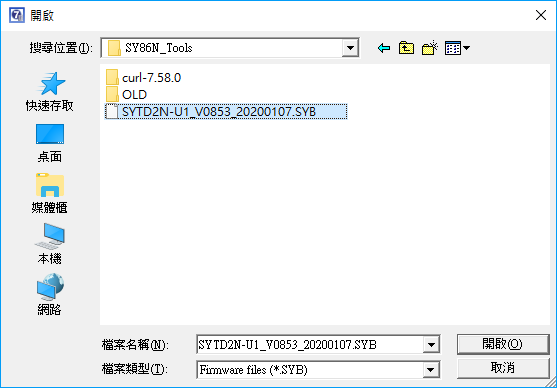 開啟
搜尋位置(I):
SY86N_Tools
快速存取
桌面
媒體櫃
本機
網路
curl-7.58.0
OLD
SYTD2N-U1_V0853_20200107.SYB
檔案名稱(N):
SYTD2N-U1_V0853_20200107.SYB
開啟(O)
檔案類型(T):
Firmware files (*.SYB)
取消